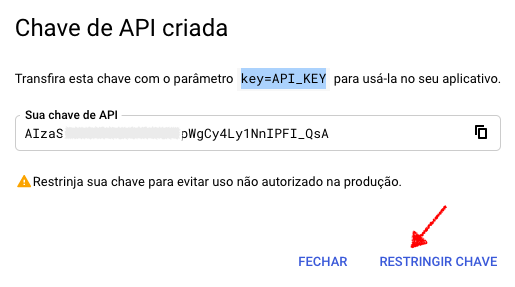 Chave de API criada
Transfira esta chave com o parâmetro key=API_KEY para usá-la no seu aplicativo.
Sua chave de API
AIzaS pWgCy4Ly1NnIPFI_QsA
Restrinja sua chave para evitar uso não autorizado na produção.
FECHAR RESTRINGIR CHAVE